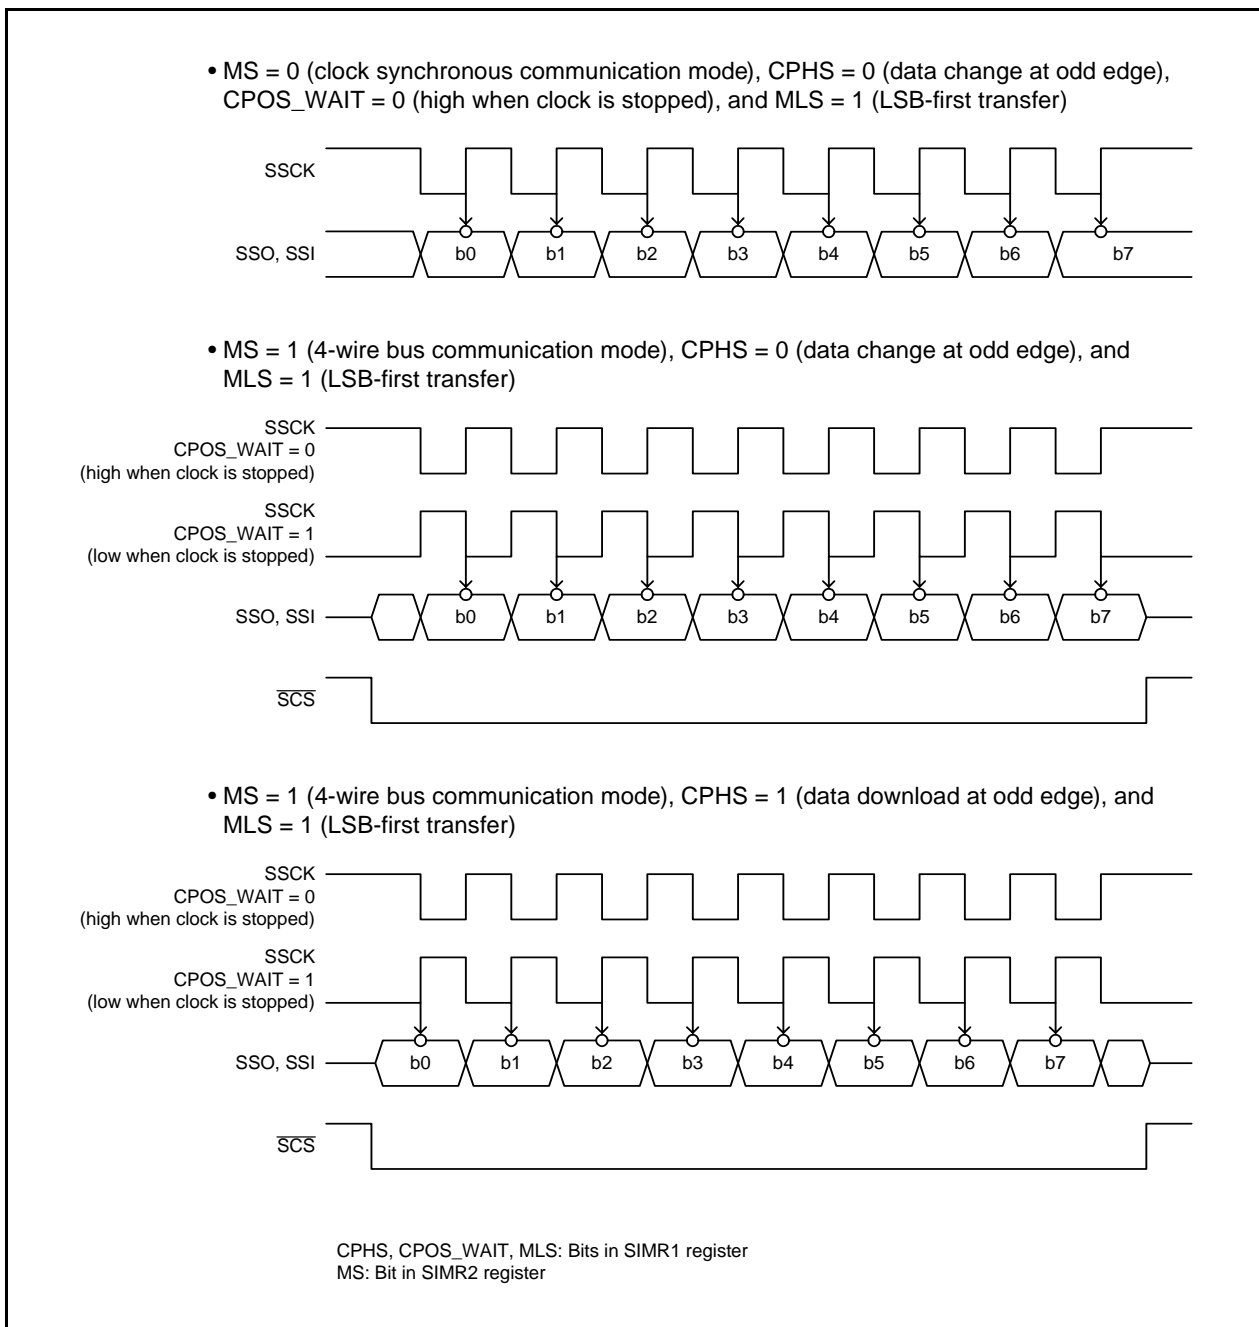 • MS = 0 (clock synchronous communication mode), CPHS = 0 (data change at odd edge),
CPOS_WAIT = 0 (high when clock is stopped), and MLS = 1 (LSB-first transfer)
SSCK
SSO, SSI
b0 b1 b2 b3 b4 b5 b6 b7
• MS = 1 (4-wire bus communication mode), CPHS = 0 (data change at odd edge), and
MLS = 1 (LSB-first transfer)
SSCK
CPOS_WAIT = 0
(high when clock is stopped)
SSCK
CPOS_WAIT = 1
(low when clock is stopped)
SSO, SSI
b0 b1 b2 b3 b4 b5 b6 b7
SCS
• MS = 1 (4-wire bus communication mode), CPHS = 1 (data download at odd edge), and
MLS = 1 (LSB-first transfer)
SSCK
CPOS_WAIT = 0
(high when clock is stopped)
SSCK
CPOS_WAIT = 1
(low when clock is stopped)
SSO, SSI
b0 b1 b2 b3 b4 b5 b6 b7
SCS
CPHS, CPOS_WAIT, MLS: Bits in SIMR1 register
MS: Bit in SIMR2 register